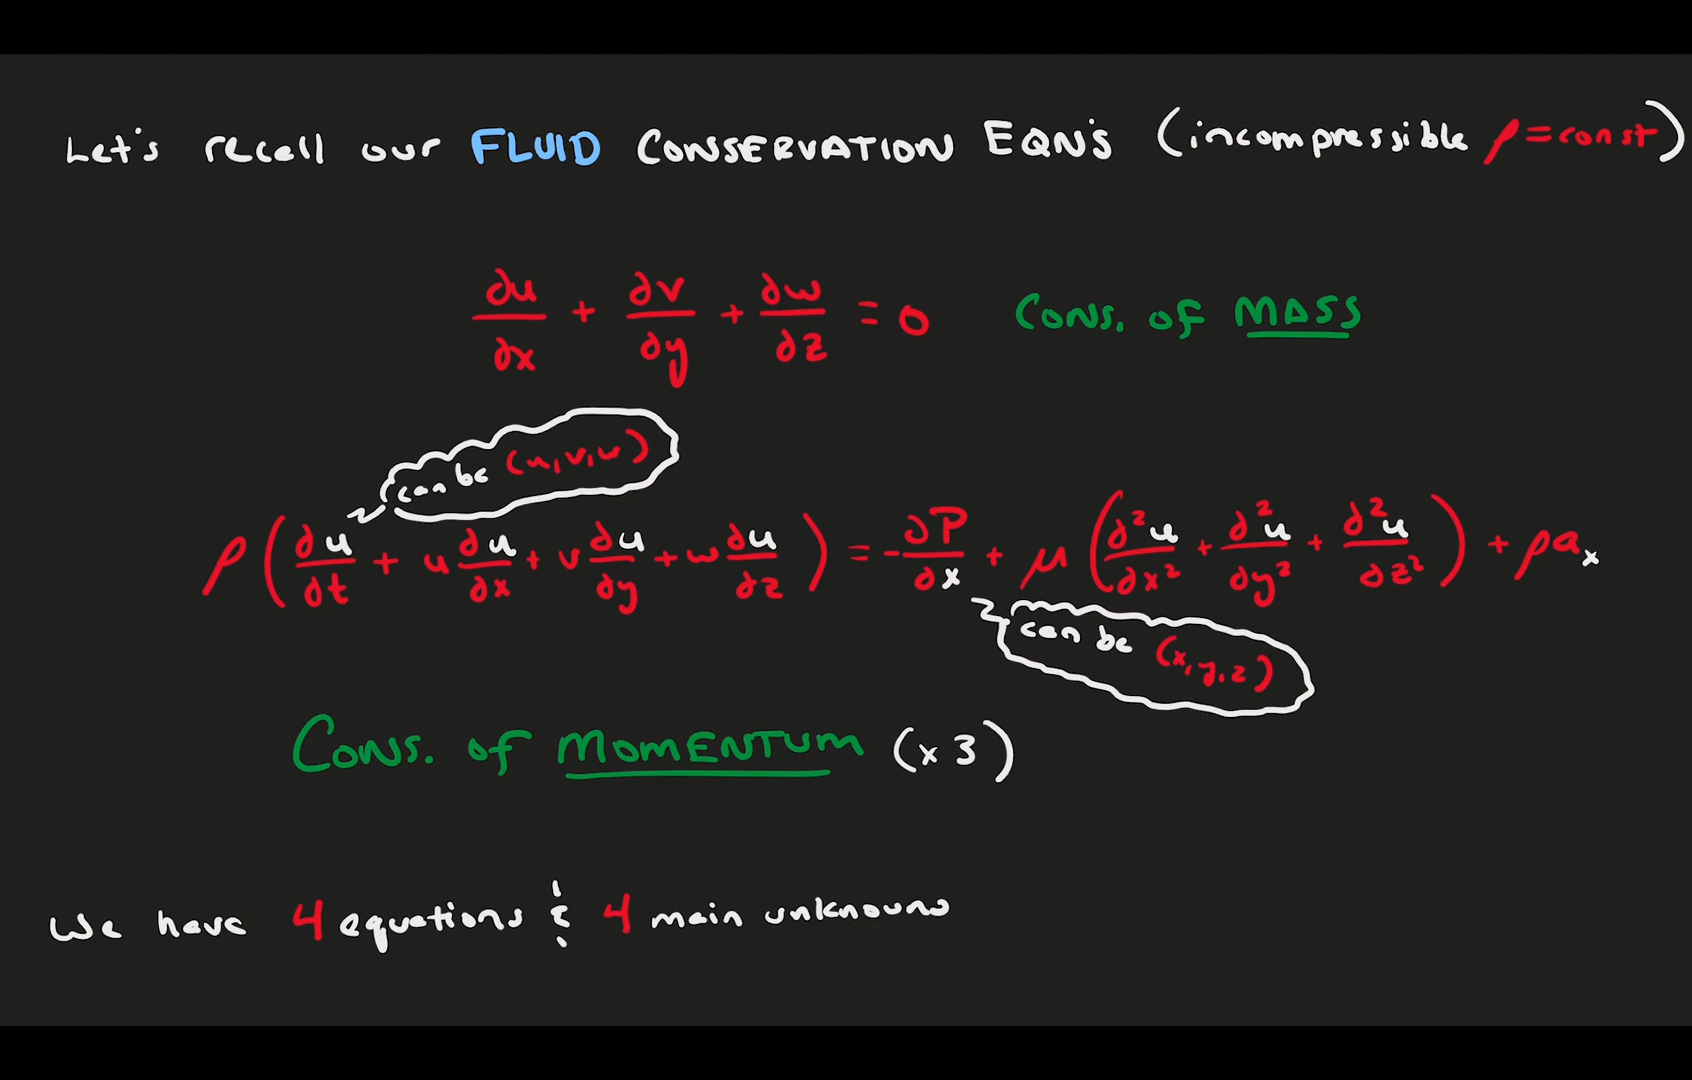 Let's recall our FLUID CONSERVATION EQN'S (incompressible ρ = const)
∂u/∂x + ∂v/∂y + ∂w/∂z = 0 CONS. OF MASS
can be (u,v,w)
ρ(∂u/∂t + u ∂u/∂x + v ∂u/∂y + w ∂u/∂z) = -∂P/∂x + μ(∂²u/∂x² + ∂²u/∂y² + ∂²u/∂z²) + ρaₓ
can be (x,y,z)
CONS. OF MOMENTUM (x3)
We have 4 equations & 4 main unknowns